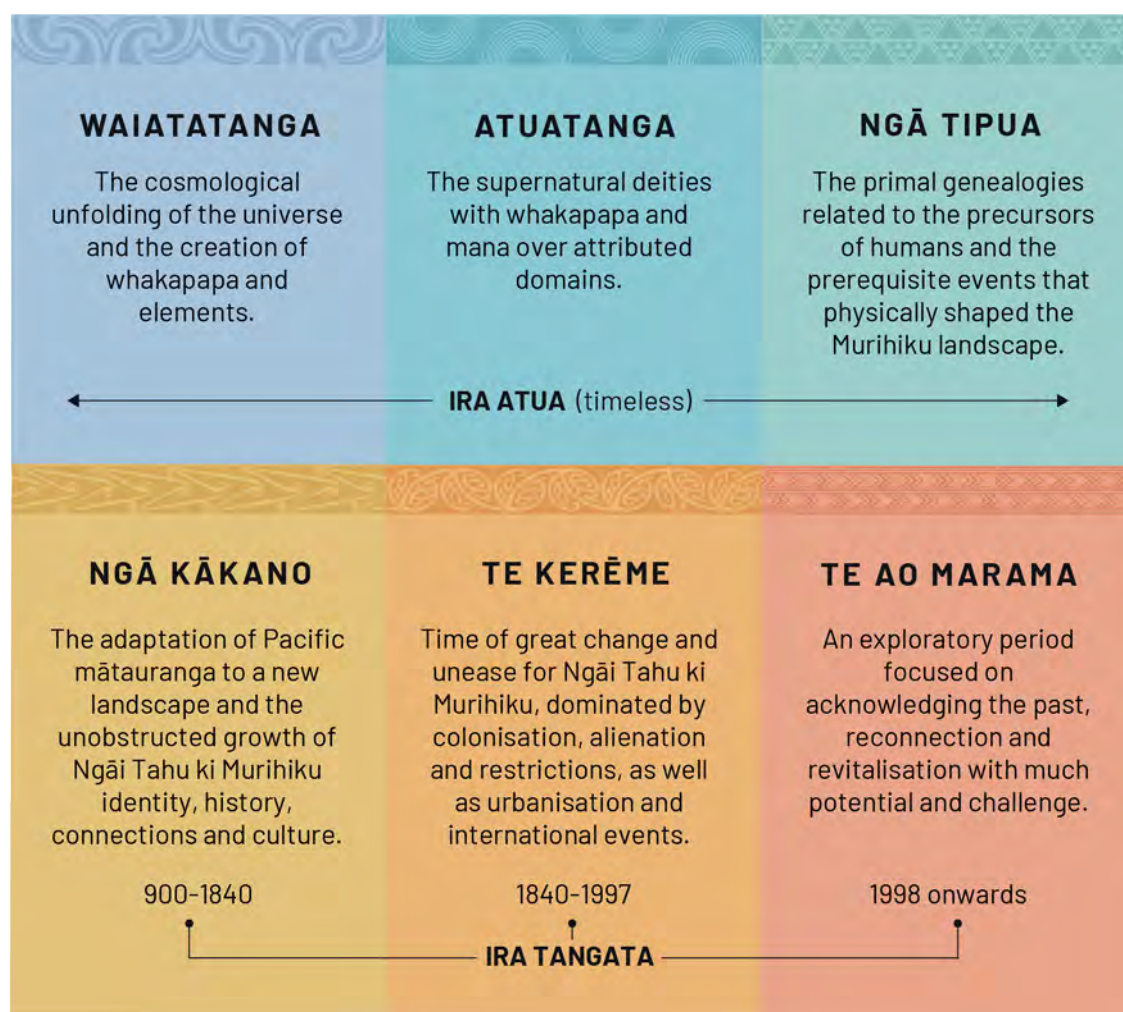 WAIATATANGA
The cosmological
unfolding of the universe
and the creation of
whakapapa and
elements.
ATUATANGA
The supernatural deities
with whakapapa and
mana over attributed
domains.
NGĀ TIPUA
The primal genealogies
related to the precursors
of humans and the
prerequisite events that
physically shaped the
Murihiku landscape.
IRA ATUA (timeless)
NGĀ KĀKANO
The adaptation of Pacific
mātauranga to a new
landscape and the
unobstructed growth of
Ngāi Tahu ki Murihiku
identity, history,
connections and culture.
900-1840
TE KERĒME
Time of great change and
unease for Ngāi Tahu ki
Murihiku, dominated by
colonisation, alienation
and restrictions, as well
as urbanisation and
international events.
1840-1997
TE AO MARAMA
An exploratory period
focused on
acknowledging the past,
reconnection and
revitalisation with much
potential and challenge.
1998 onwards
IRA TANGATA